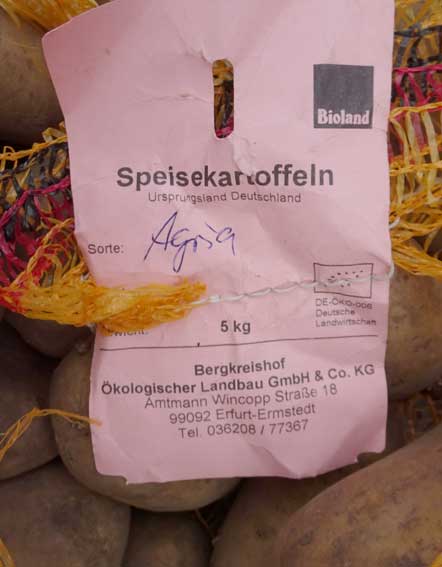 Bioland
Speisekartoffeln
Ursprungsland Deutschland
Sorte: Agria
DE-ÖKO-006
Deutsche
Landwirtschaft
5 kg
Bergkreishof
Ökologischer Landbau GmbH & Co. KG
Amtmann Wincopp Straße 18
99092 Erfurt-Ermstedt
Tel. 036208 / 77367